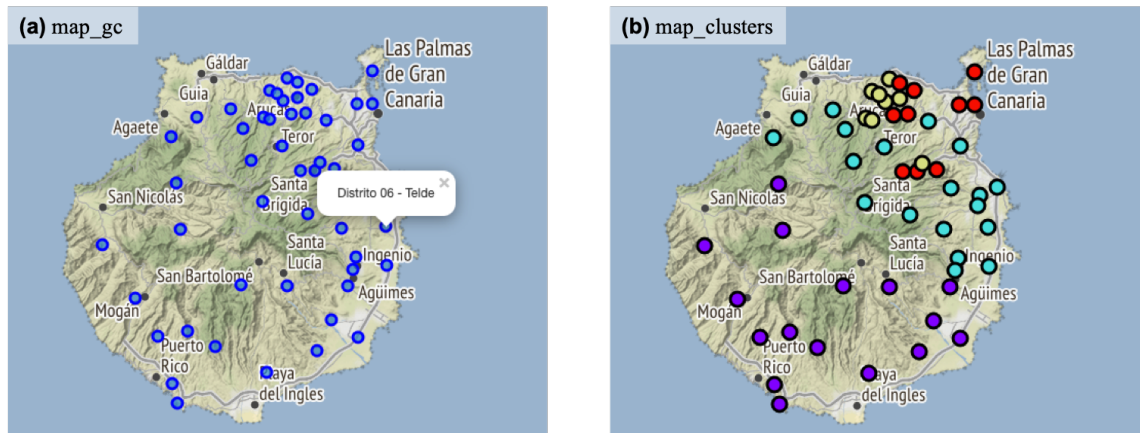 (a) map_gc
Las Palmas
de Gran
Canaria
Gáldar
Guia
Agaete
Teror
Distrito 06 - Telde
×
San Nicolás
Santa
Brígida
Santa
Lucía
Ingenio
San Bartolomé
Agüimes
Mogán
Puerto
Rico
del Ingles
(b) map_clusters
Las Palmas
de Gran
Canaria
Gáldar
Guia
Agaete
Teror
San Nicolás
Santa
Brígida
Santa
Lucía
Ingenio
San Bartolomé
Agüimes
Mogán
Puerto
Rico
del Ingles